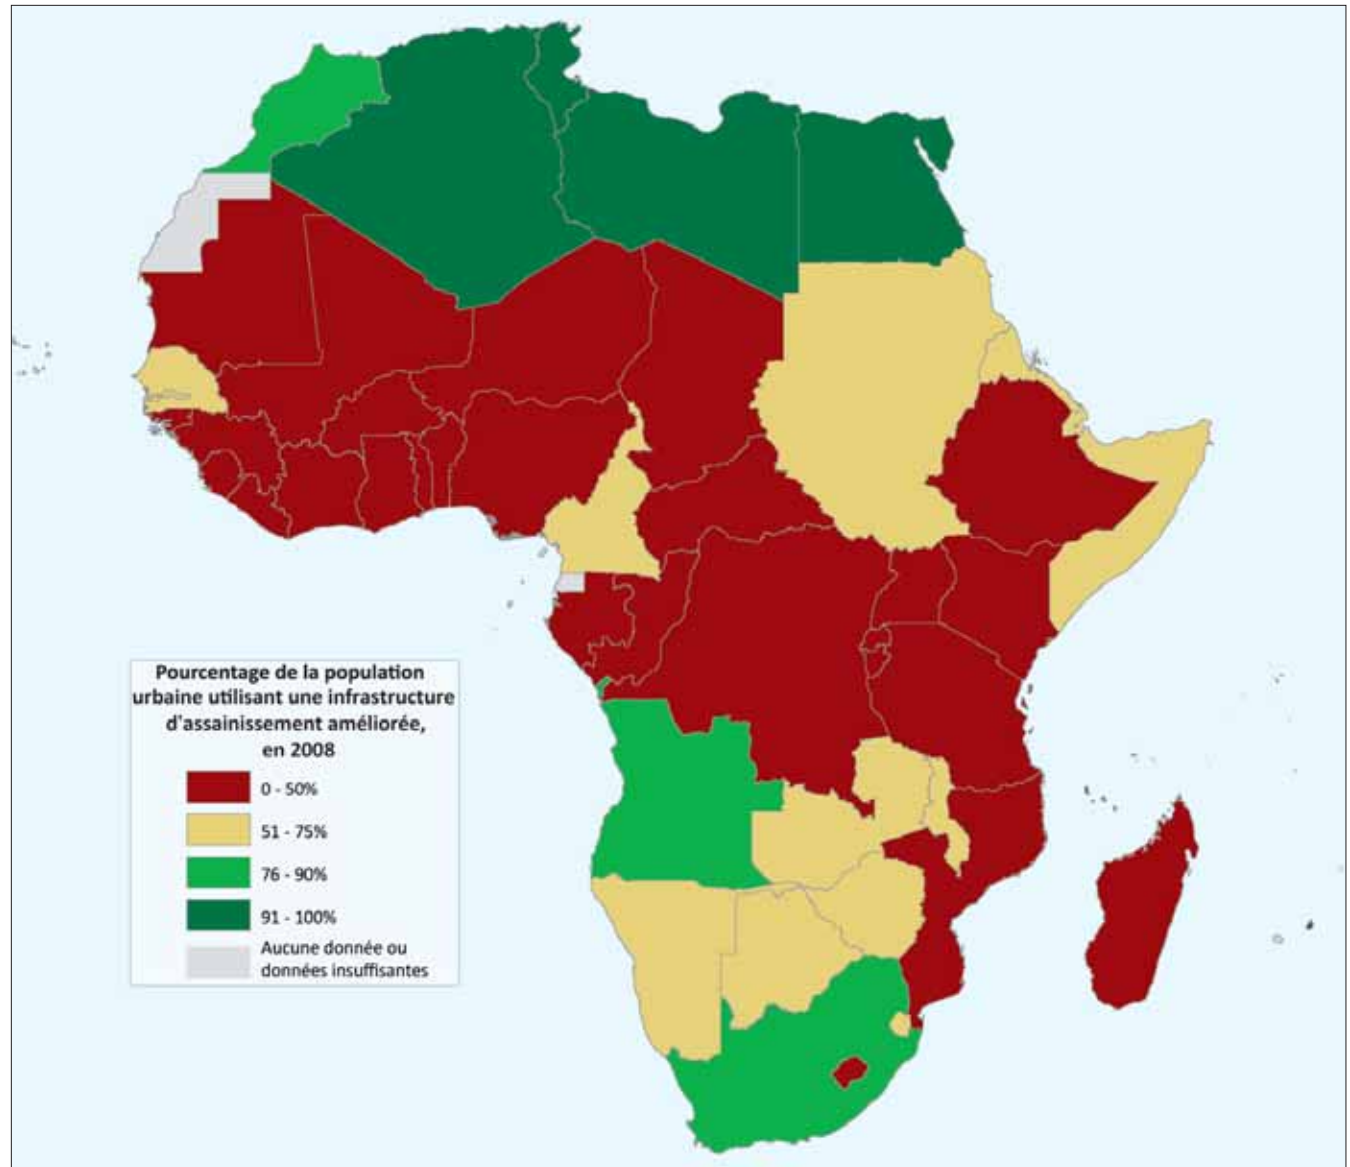 Pourcentage de la population
urbaine utilisant une infrastructure
d'assainissement améliorée,
en 2008
0 - 50%
51 - 75%
76 - 90%
91 - 100%
Aucune donnée ou
données insuffisantes